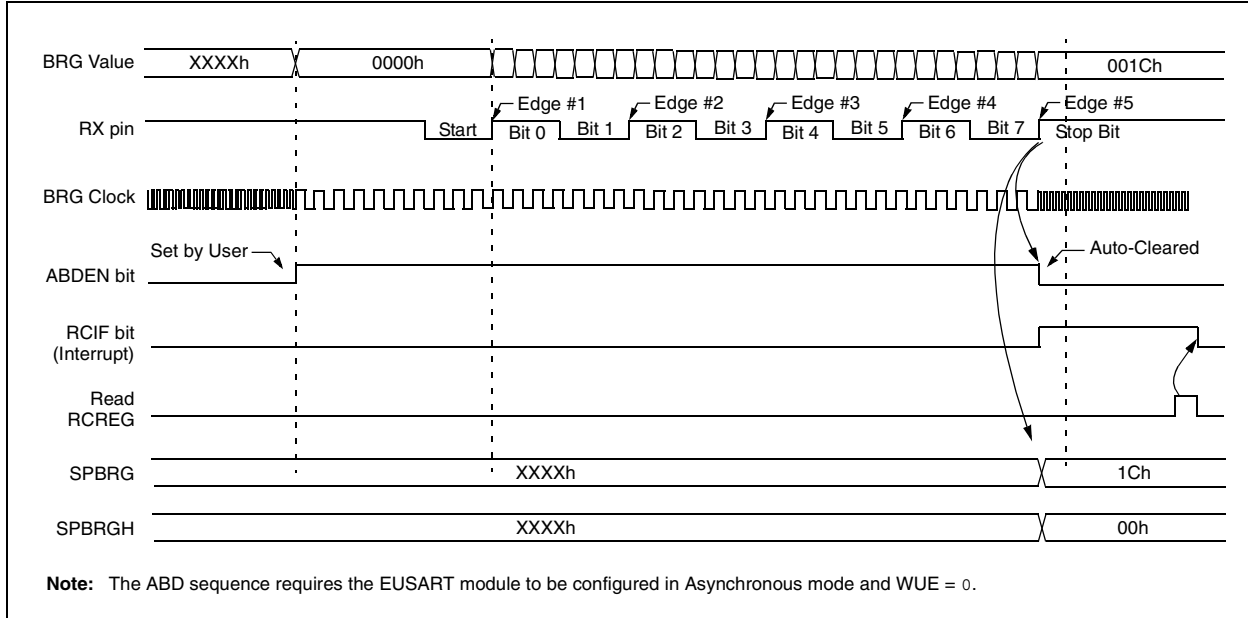 BRG Value XXXXh 0000h 001Ch
Edge #1 Edge #2 Edge #3 Edge #4 Edge #5
RX pin Start Bit 0 Bit 1 Bit 2 Bit 3 Bit 4 Bit 5 Bit 6 Bit 7 Stop Bit
BRG Clock
Set by User Auto-Cleared
ABDEN bit
RCIF bit
(Interrupt)
Read
RCREG
SPBRG XXXXh 1Ch
SPBRGH XXXXh 00h
Note: The ABD sequence requires the EUSART module to be configured in Asynchronous mode and WUE = 0.